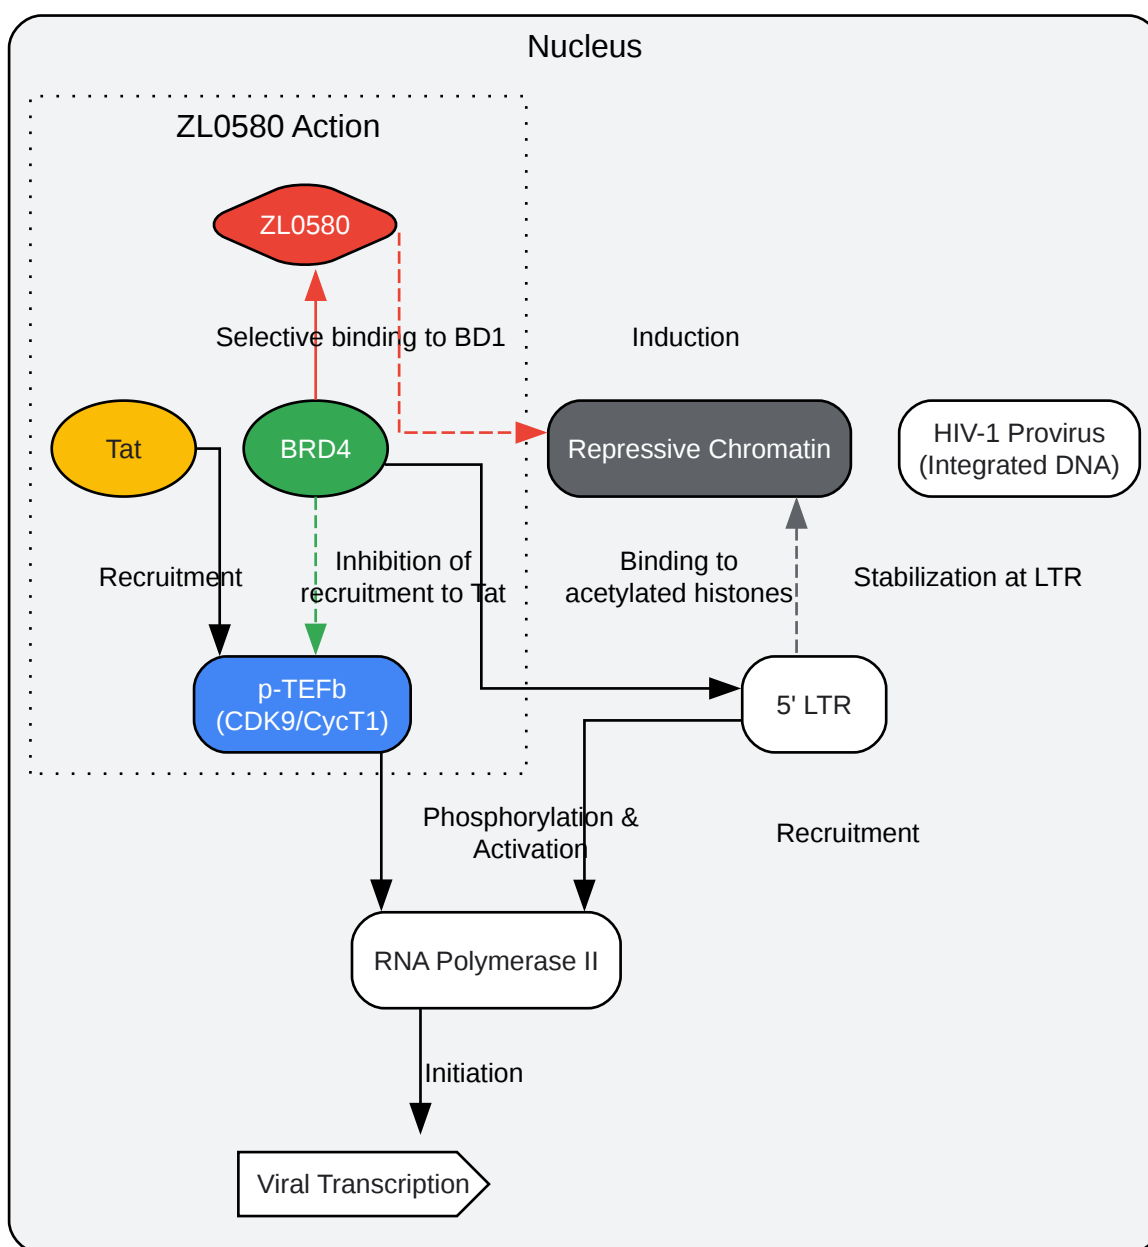 Nucleus
ZL0580 Action
ZL0580
Selective binding to BD1
Induction
Tat
BRD4
Repressive Chromatin
HIV-1 Provirus
(Integrated DNA)
Recruitment
Inhibition of
recruitment to Tat
Binding to
acetylated histones
Stabilization at LTR
p-TEFb
(CDK9/CycT1)
5' LTR
Phosphorylation &
Activation
Recruitment
RNA Polymerase II
Initiation
Viral Transcription